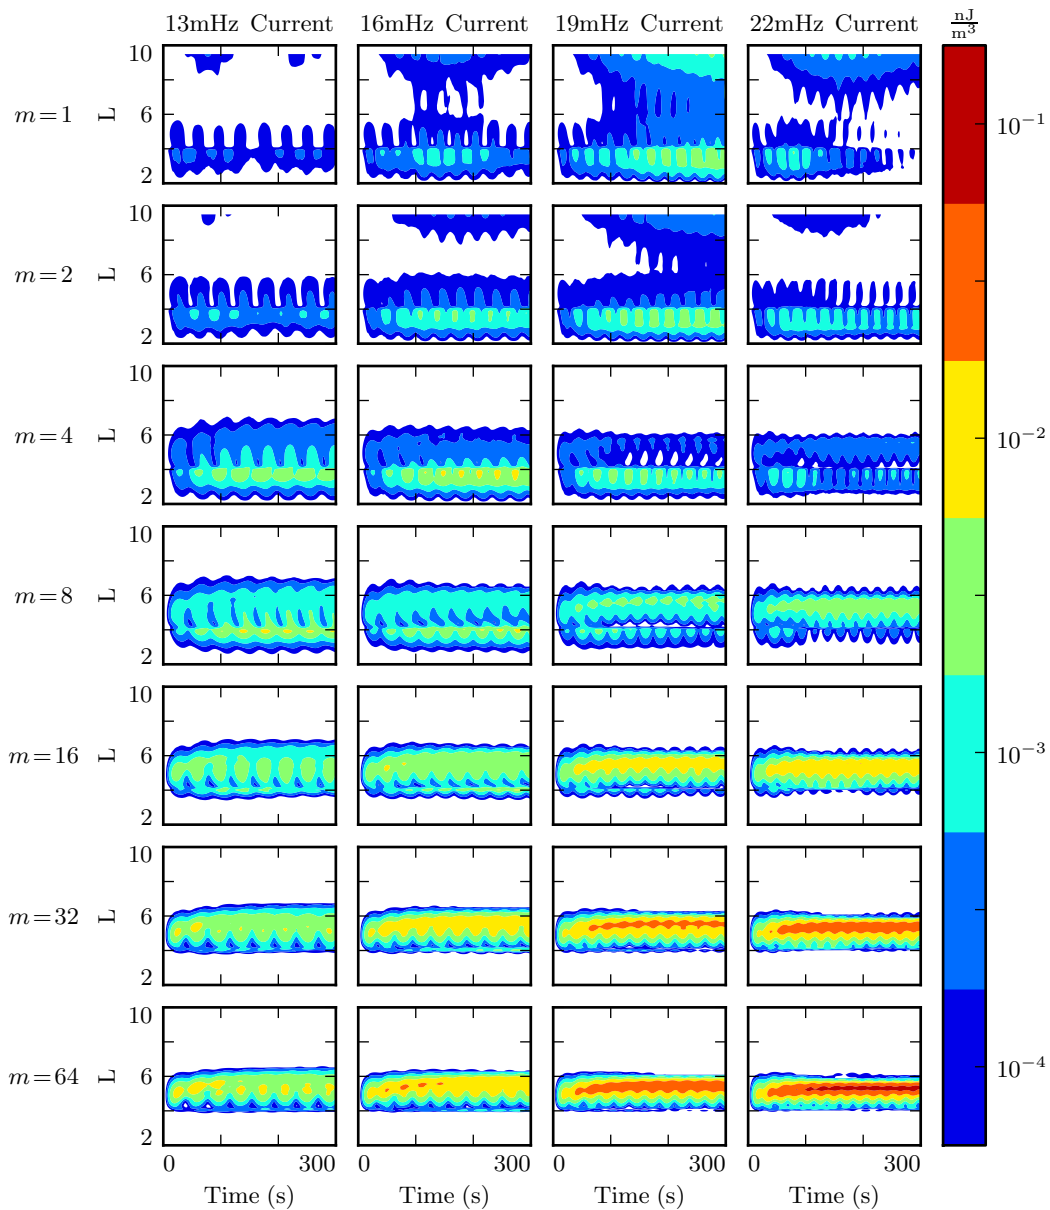 13mHz Current 16mHz Current 19mHz Current 22mHz Current nJ/m³
10
m=1 L 6
2
10⁻¹
10
m=2 L 6
2
10
m=4 L 6
2
10⁻²
10
m=8 L 6
2
10
m=16 L 6
2
10⁻³
10
m=32 L 6
2
10
m=64 L 6
2
10⁻⁴
0 300 0 300 0 300 0 300
Time (s) Time (s) Time (s) Time (s)